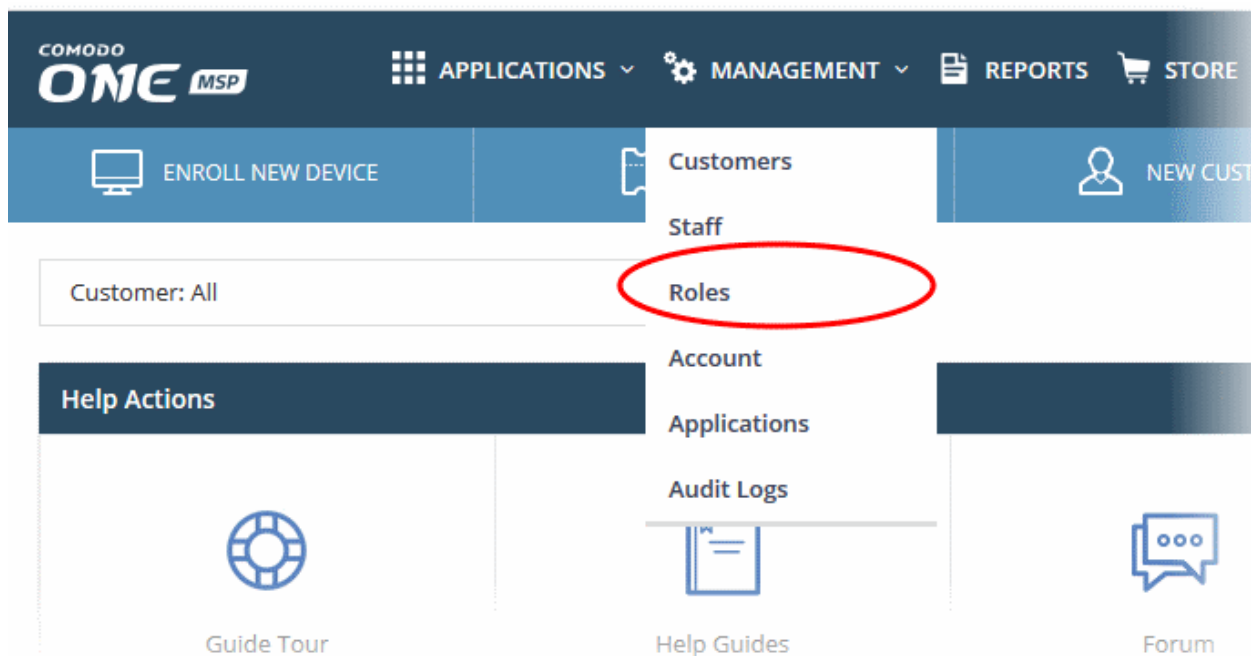 COMODO
ONE MSP
APPLICATIONS
MANAGEMENT
REPORTS
STORE
ENROLL NEW DEVICE
NEW CUST
Customers
Staff
Roles
Account
Applications
Audit Logs
Customer: All
Help Actions
Guide Tour
Help Guides
Forum